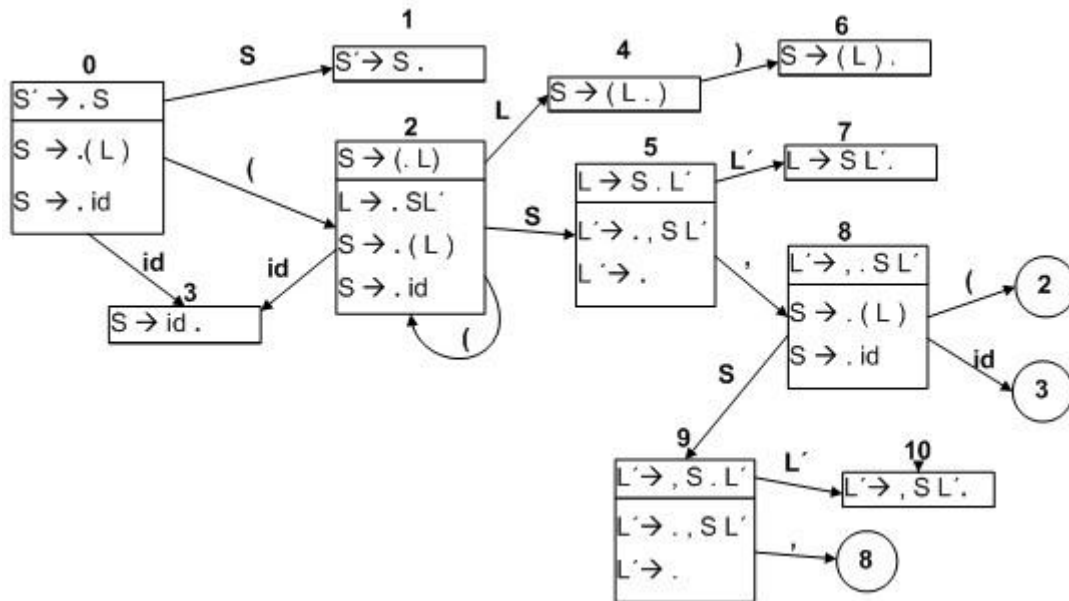 0
S´ → . S
S → .( L )
S → . id
S
(
id
1
S´→ S .
2
S → (. L)
L → . SL´
S → . ( L )
S → . id
id
3
S → id .
(
L
S
4
S → ( L . )
)
6
S → ( L ) .
5
L → S . L´
L´→ . , S L´
L´→ .
L´
,
7
L → S L´.
8
L´→ , . S L´
S → . ( L )
S → . id
(
2
id
3
S
9
L´→ , S . L´
L´→ . , S L´
L´→ .
L´
10
L´→ , S L´.
,
8